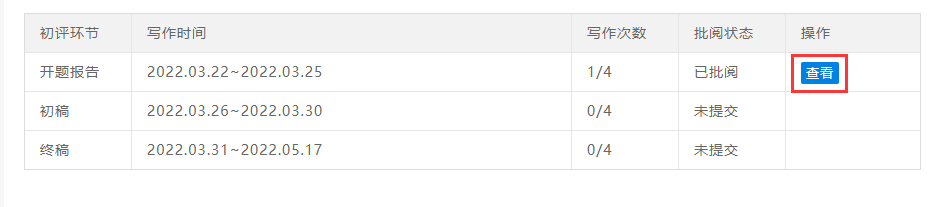 初评环节 写作时间 写作次数 批阅状态 操作
开题报告 2022.03.22~2022.03.25 1/4 已批阅 查看
初稿 2022.03.26~2022.03.30 0/4 未提交
终稿 2022.03.31~2022.05.17 0/4 未提交